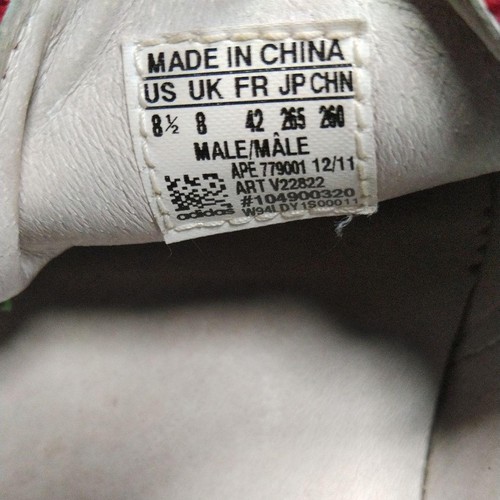 MADE IN CHINA
US UK FR JP CHN
8½ 8 42 265 260
MALE/MÂLE
APE 779001 12/11
ART V22822
#104900320
adidas W94LDY1S00011